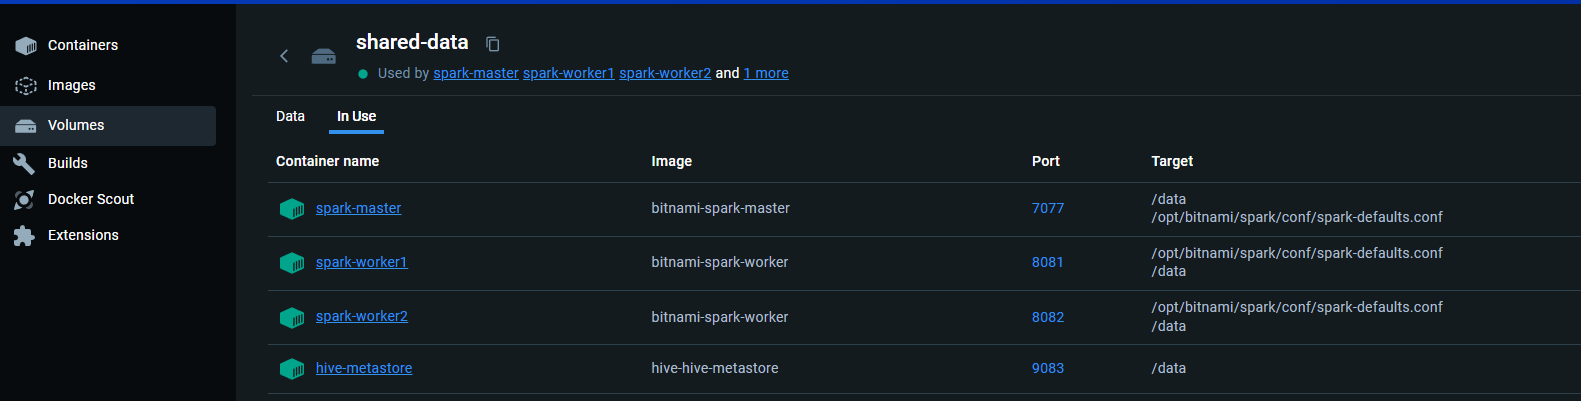 Containers
Images
Volumes
Builds
Docker Scout
Extensions
shared-data
Used by spark-master spark-worker1 spark-worker2 and 1 more
Data In Use
Container name Image Port Target
spark-master bitnami-spark-master 7077 /data
/opt/bitnami/spark/conf/spark-defaults.conf
spark-worker1 bitnami-spark-worker 8081 /opt/bitnami/spark/conf/spark-defaults.conf
/data
spark-worker2 bitnami-spark-worker 8082 /opt/bitnami/spark/conf/spark-defaults.conf
/data
hive-metastore hive-hive-metastore 9083 /data